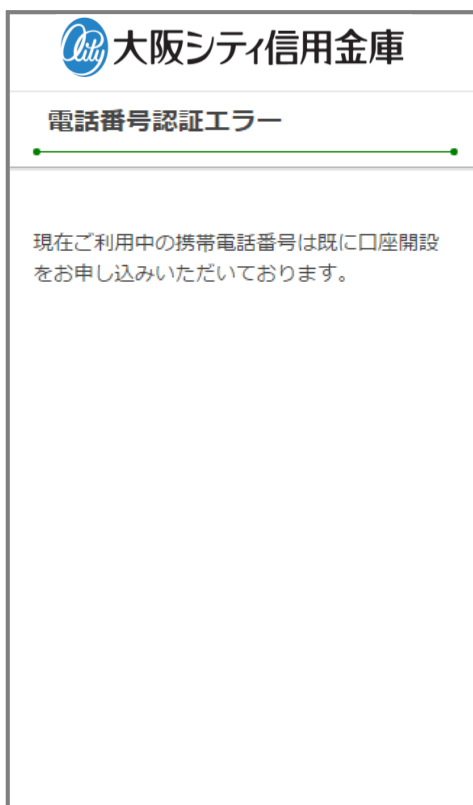 City 大阪シティ信用金庫
電話番号認証エラー
現在ご利用中の携帯電話番号は既に口座開設
をお申し込みいただいております。